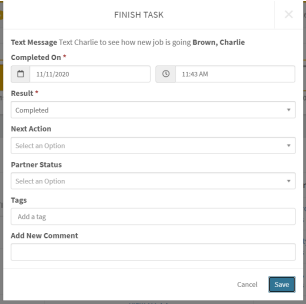 FINISH TASK
Text Message Text Charlie to see how new job is going Brown, Charlie
Completed On *
11/11/2020 11:43 AM
Result *
Completed
Next Action
Select an Option
Partner Status
Select an Option
Tags
Add a tag
Add New Comment
Cancel Save